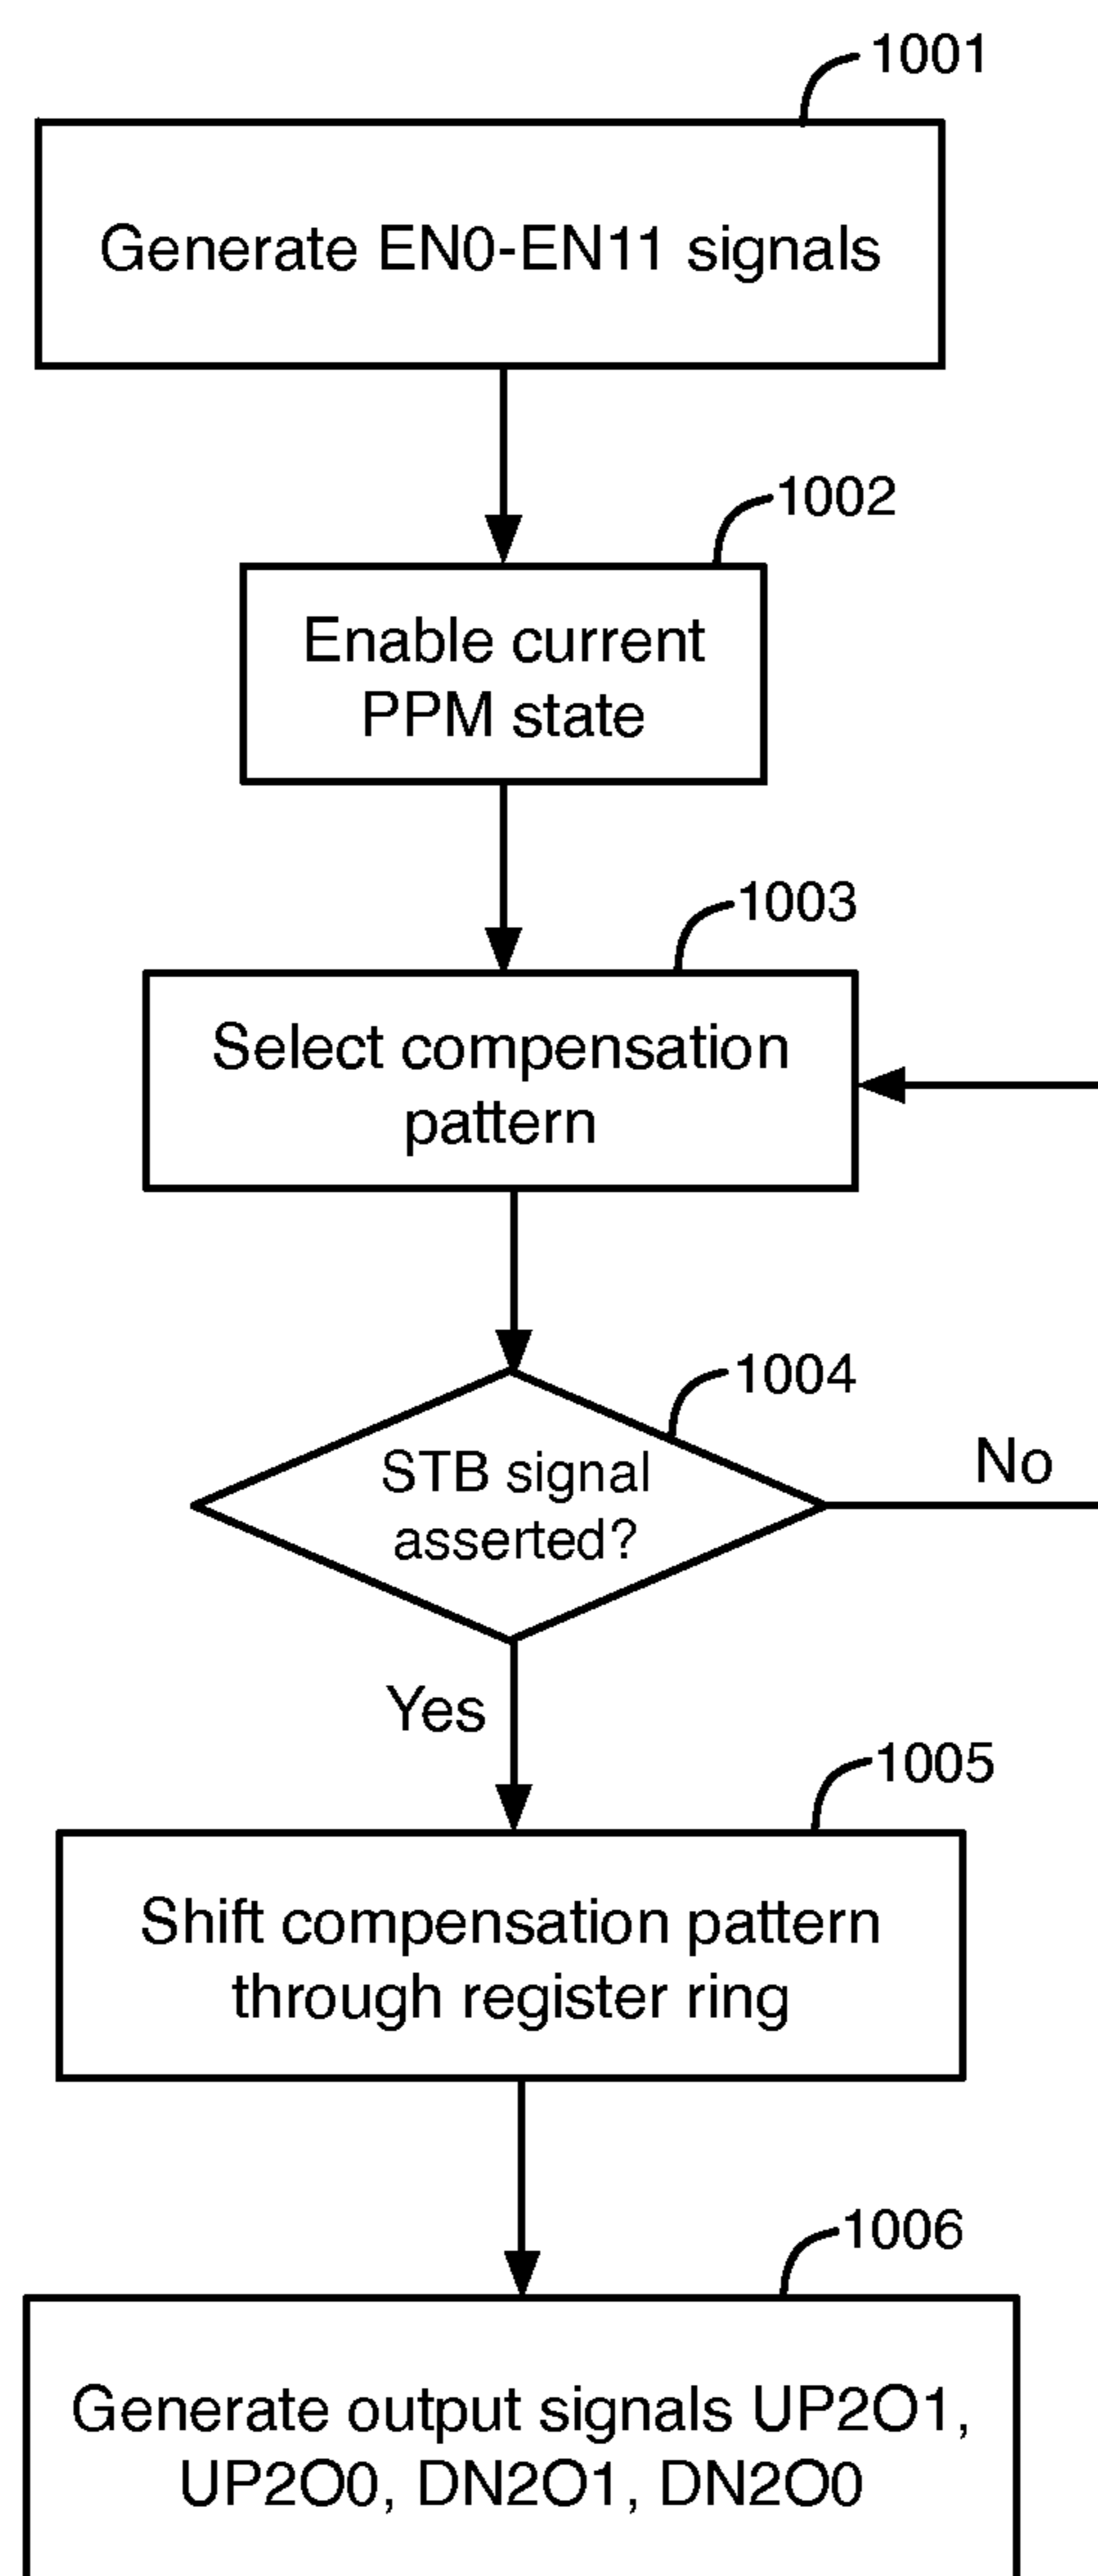 1001
Generate EN0-EN11 signals
1002
Enable current
PPM state
1003
Select compensation
pattern
1004
STB signal
asserted?
No
Yes
1005
Shift compensation pattern
through register ring
1006
Generate output signals UP2O1,
UP2O0, DN2O1, DN2O0